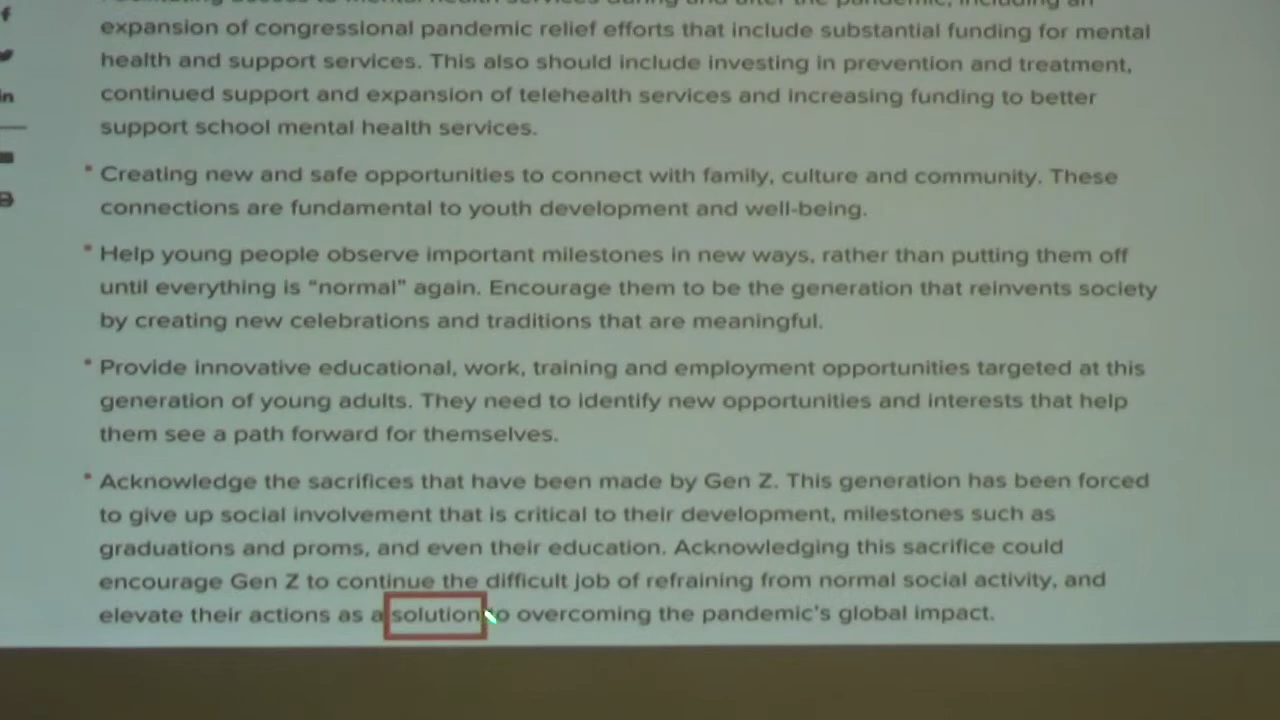 expansion of congressional pandemic relief efforts that include substantial funding for mental
health and support services. This also should include investing in prevention and treatment,
continued support and expansion of telehealth services and increasing funding to better
support school mental health services.
* Creating new and safe opportunities to connect with family, culture and community. These
connections are fundamental to youth development and well-being.
* Help young people observe important milestones in new ways, rather than putting them off
until everything is “normal” again. Encourage them to be the generation that reinvents society
by creating new celebrations and traditions that are meaningful.
* Provide innovative educational, work, training and employment opportunities targeted at this
generation of young adults. They need to identify new opportunities and interests that help
them see a path forward for themselves.
* Acknowledge the sacrifices that have been made by Gen Z. This generation has been forced
to give up social involvement that is critical to their development, milestones such as
graduations and proms, and even their education. Acknowledging this sacrifice could
encourage Gen Z to continue the difficult job of refraining from normal social activity, and
elevate their actions as a solution to overcoming the pandemic's global impact.